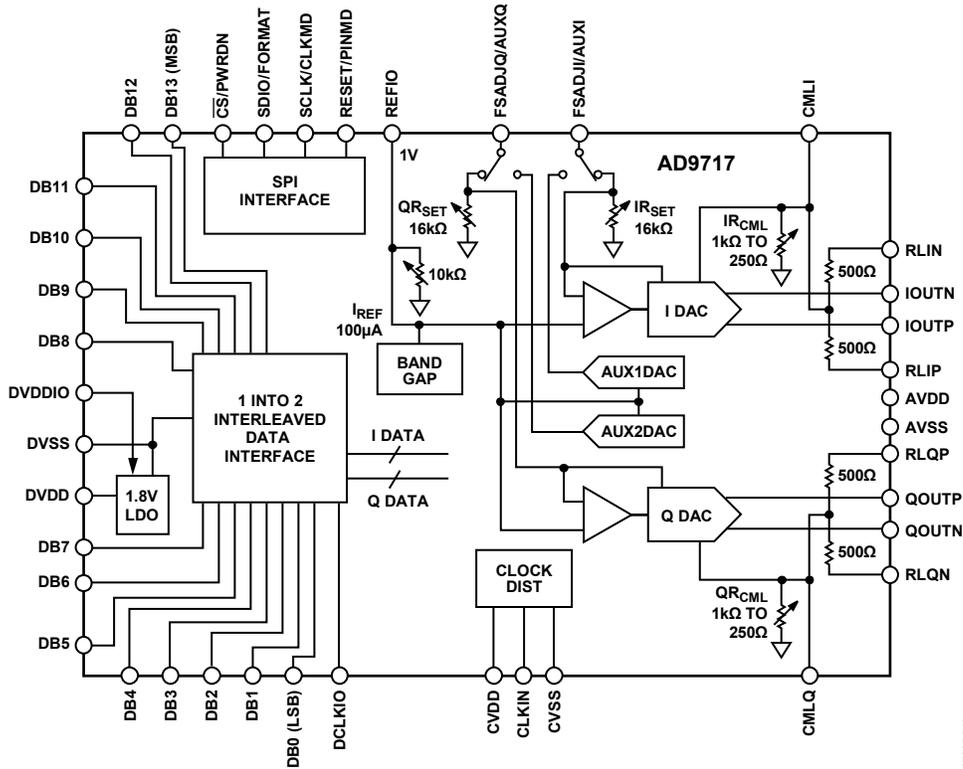 DB12
DB13 (MSB)
CS/PWRDN
SDIO/FORMAT
SCLK/CLKMD
RESET/PINMD
REFIO
FSADJQ/AUXQ
FSADJI/AUXI
CMLI
AD9717
1V
SPI
INTERFACE
DB11
DB10
DB9
DB8
DVDDIO
DVSS
DVDD
DB7
DB6
DB5
QRSET
16kΩ
IRSET
16kΩ
IRCML
1kΩ TO
250Ω
10kΩ
IREF
100µA
BAND
GAP
I DAC
500Ω
500Ω
RLIN
IOUTN
IOUTP
RLIP
AVDD
AVSS
RLQP
QOUTP
QOUTN
RLQN
AUX1DAC
AUX2DAC
1 INTO 2
INTERLEAVED
DATA
INTERFACE
I DATA
Q DATA
1.8V
LDO
Q DAC
500Ω
500Ω
CLOCK
DIST
QRCML
1kΩ TO
250Ω
DB4
DB3
DB2
DB1
DB0 (LSB)
DCLKIO
CVDD
CLKIN
CVSS
CMLQ